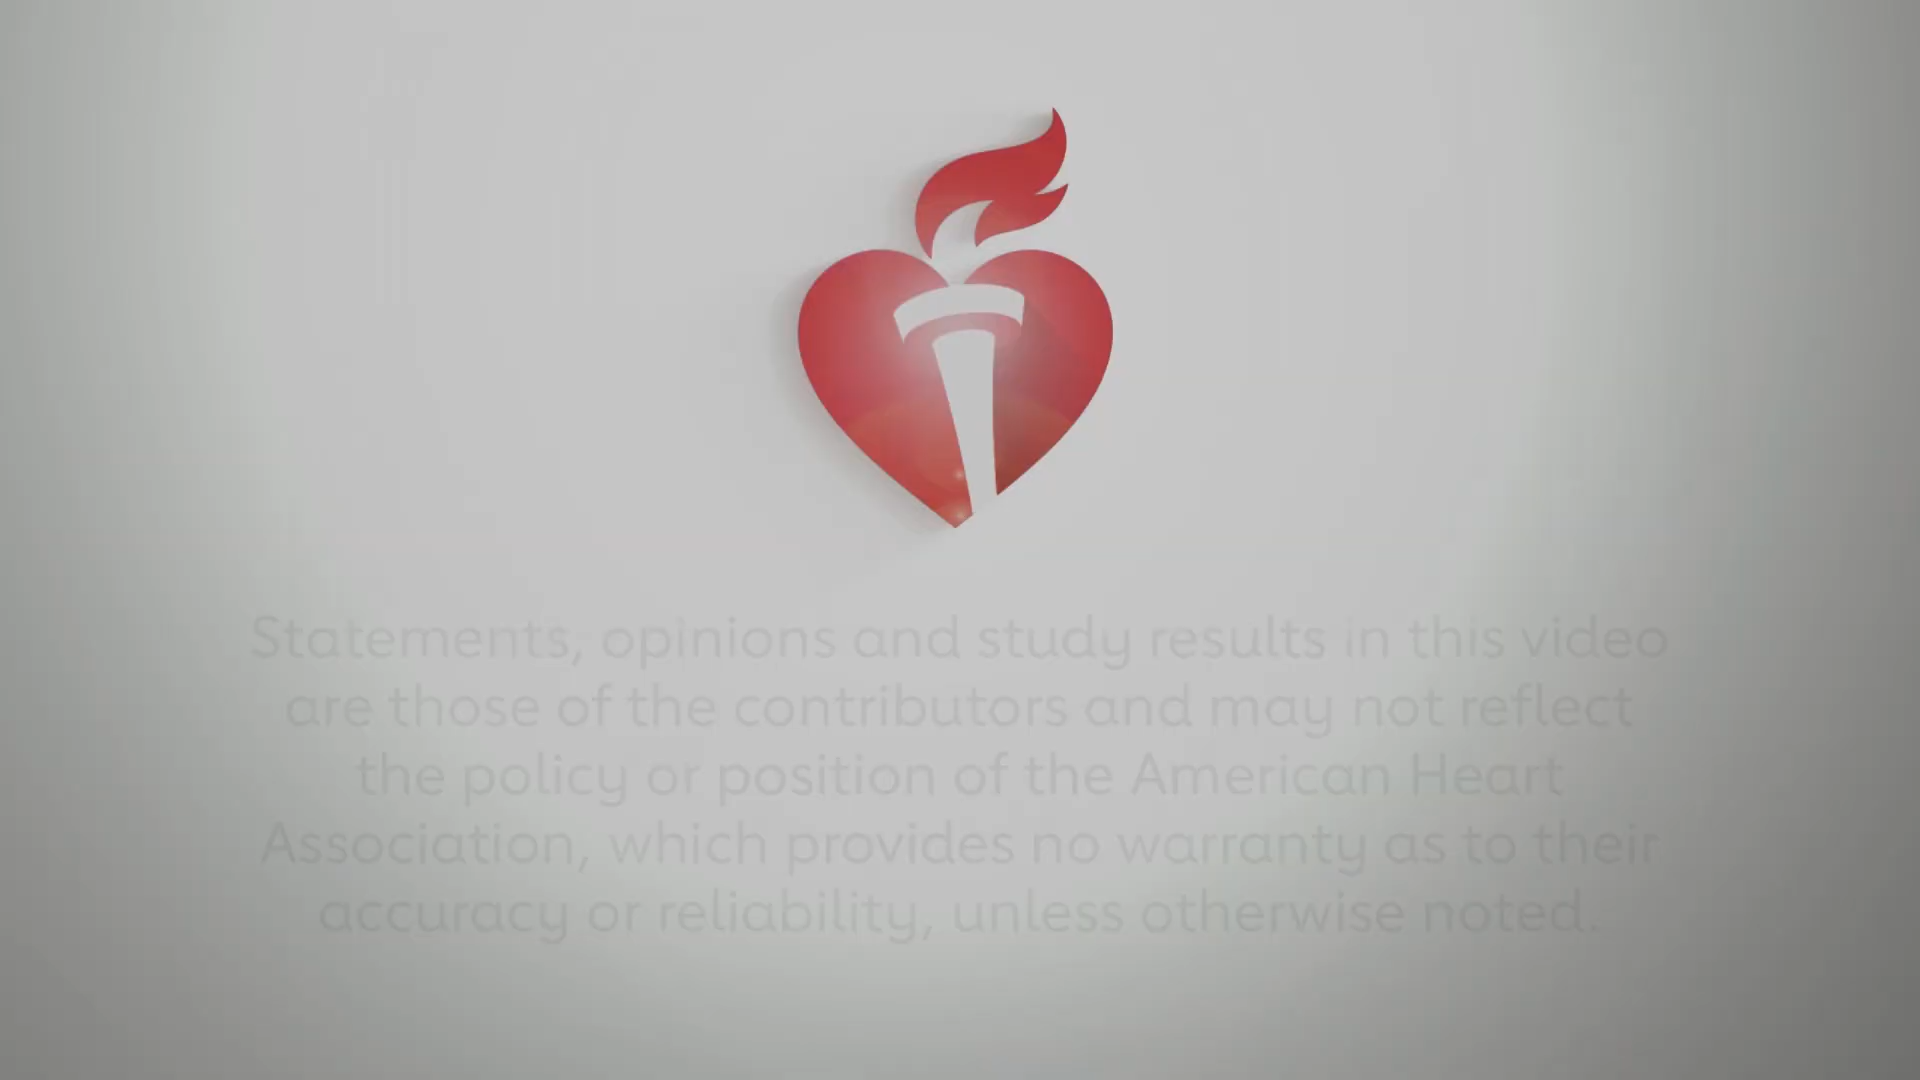 Statements, opinions and study results in this video
are those of the contributors and may not reflect
the policy or position of the American Heart
Association, which provides no warranty as to their
accuracy or reliability, unless otherwise noted.